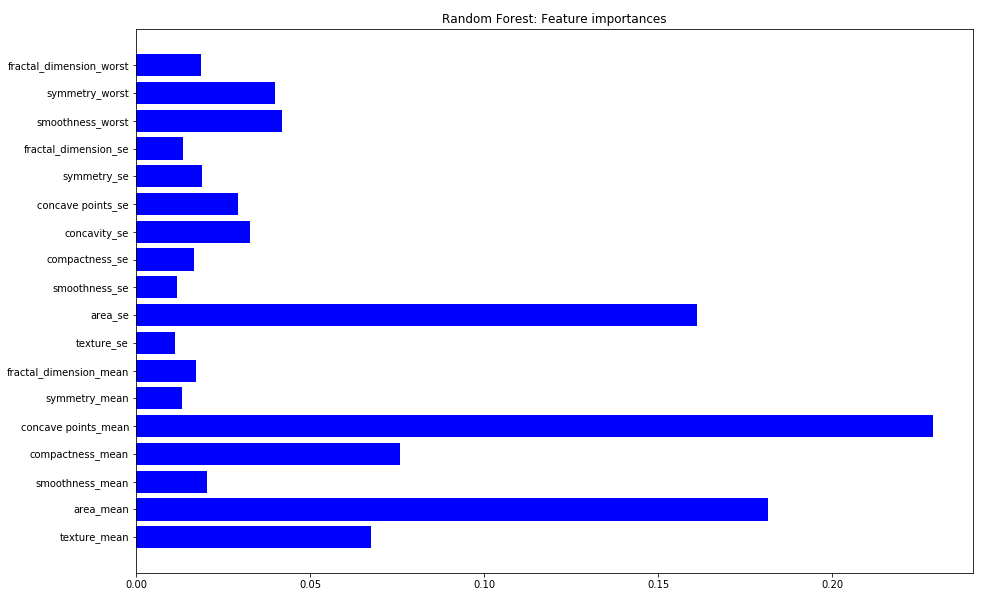 Random Forest: Feature importances
fractal_dimension_worst
symmetry_worst
smoothness_worst
fractal_dimension_se
symmetry_se
concave points_se
concavity_se
compactness_se
smoothness_se
area_se
texture_se
fractal_dimension_mean
symmetry_mean
concave points_mean
compactness_mean
smoothness_mean
area_mean
texture_mean
0.00 0.05 0.10 0.15 0.20